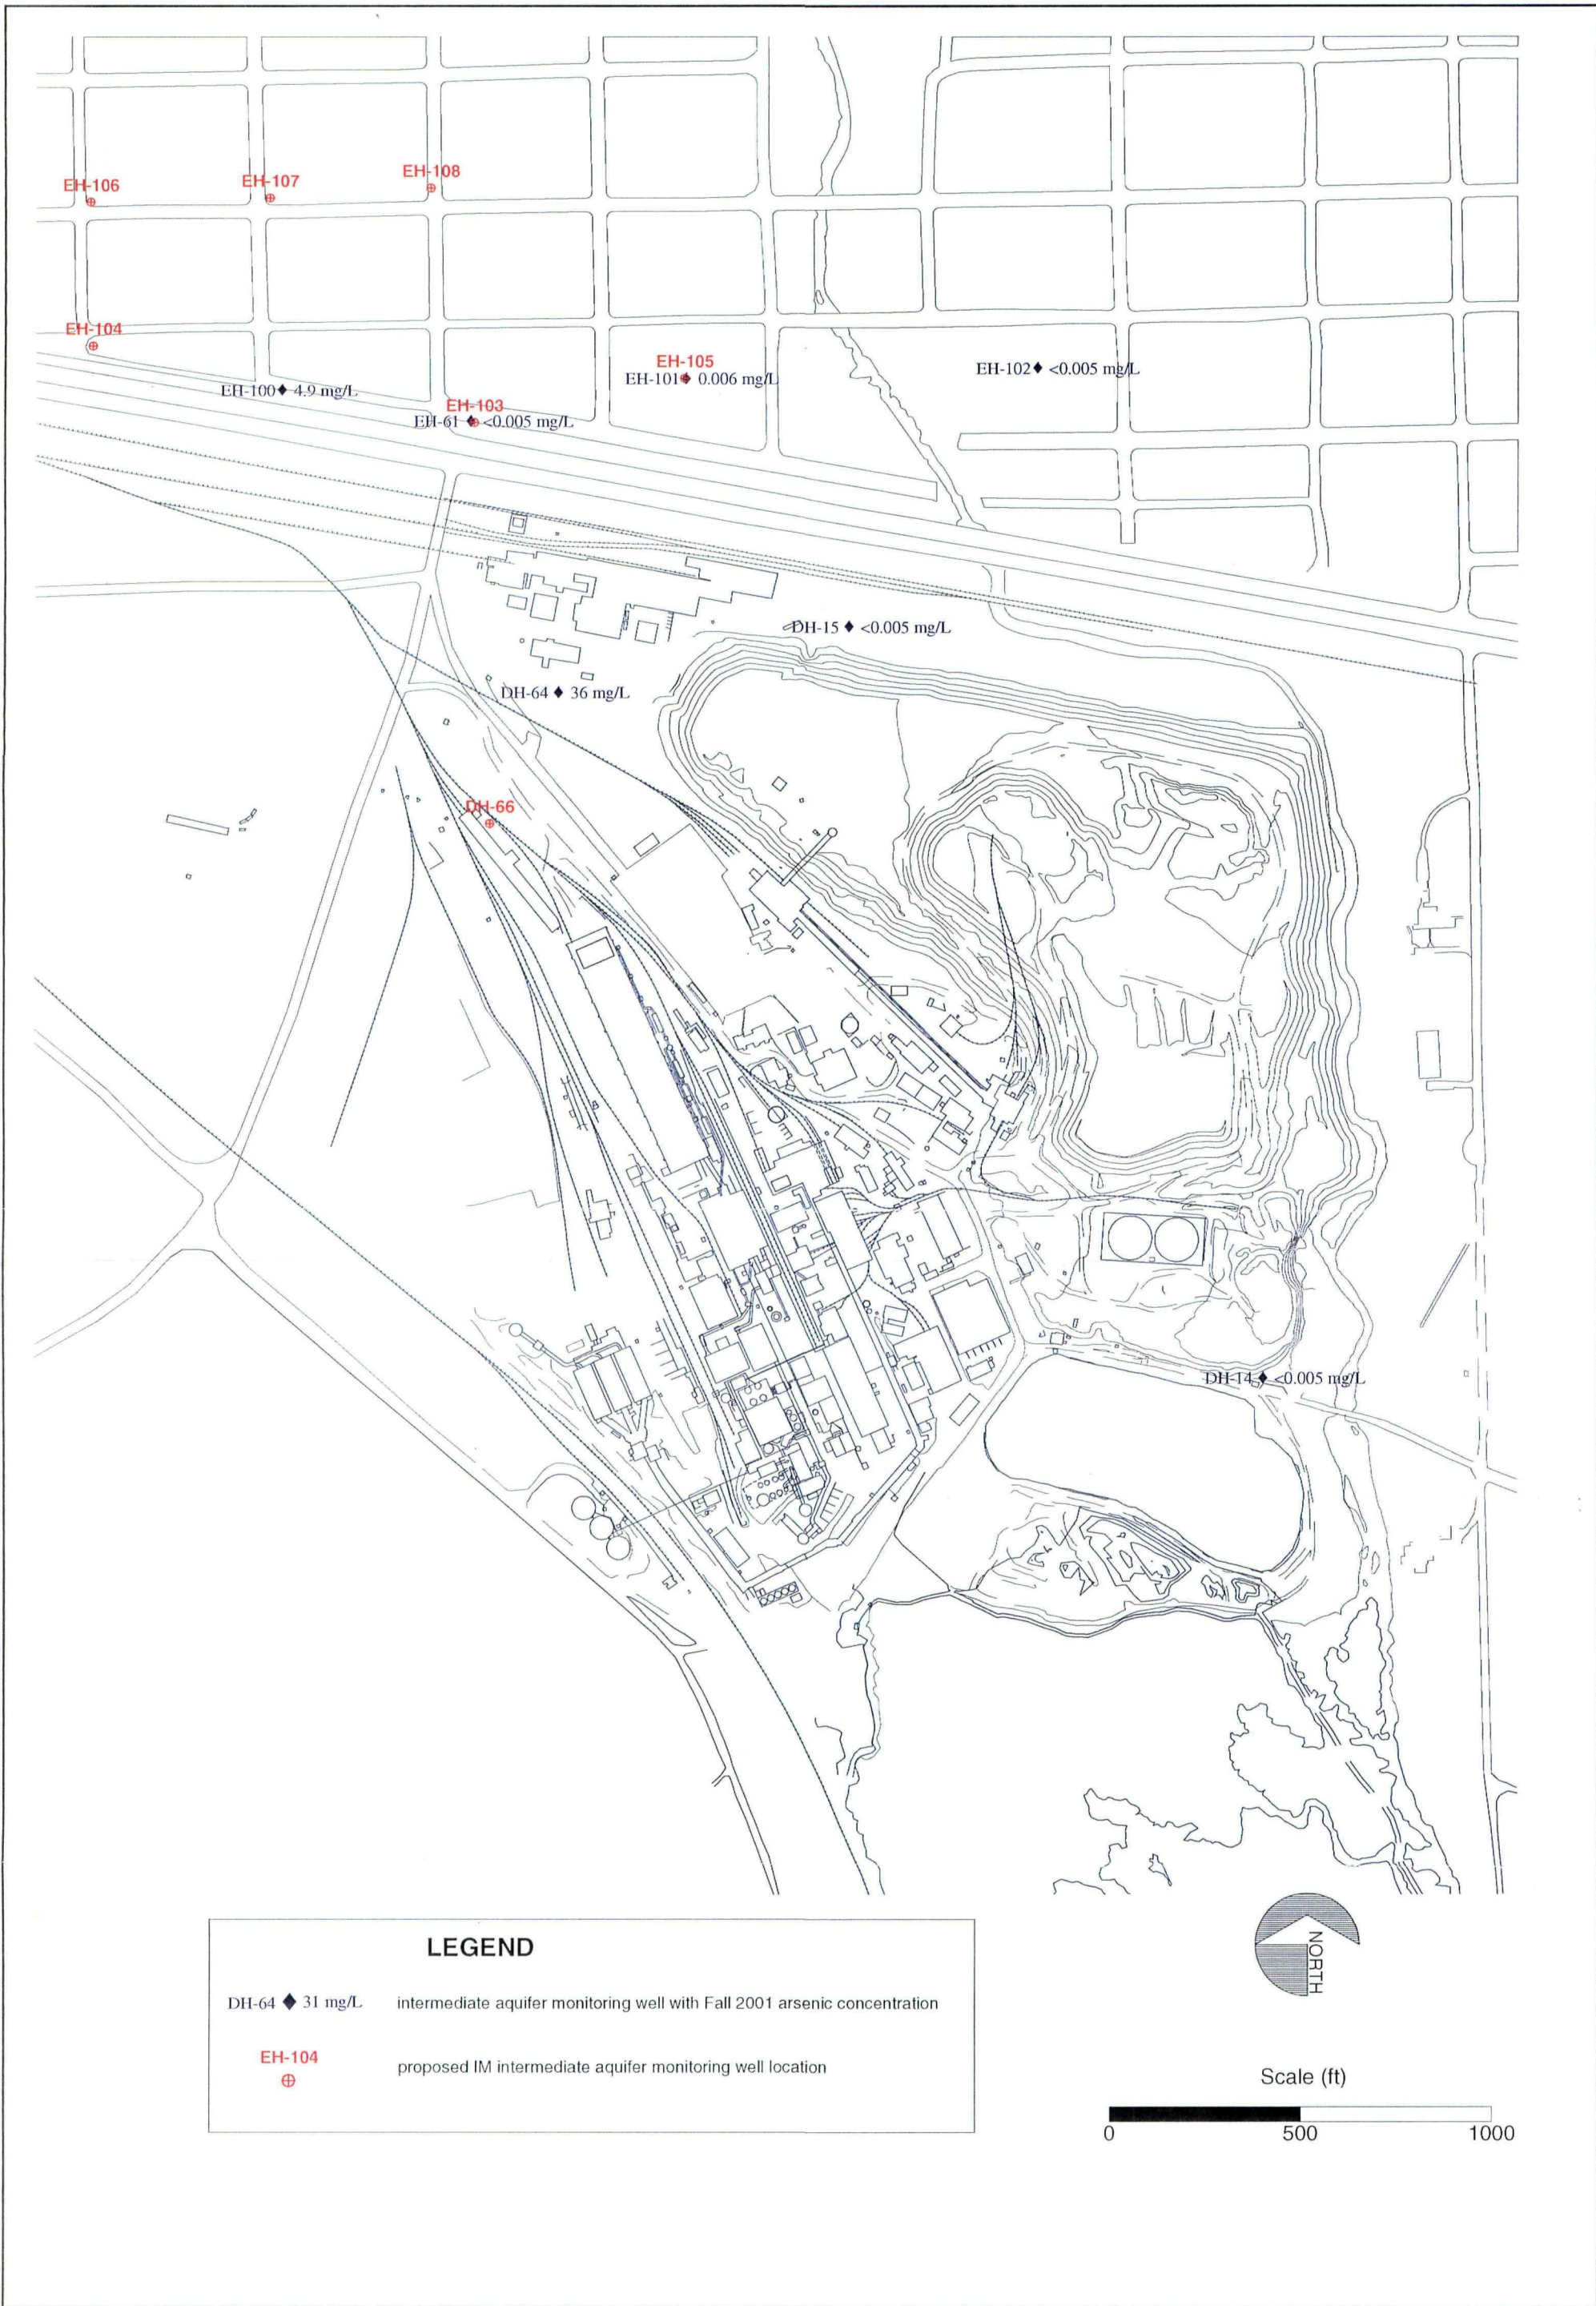 EH-108
EH-107
EH-106
EH-104
EH-105
EH-102 <0.005 mg/L
EH-101 0.006 mg/L
EH-100 4.9 mg/L
EH-103
EH-61 <0.005 mg/L
DH-15 <0.005 mg/L
DH-64 36 mg/L
DH-66
DH-14 <0.005 mg/L
NORTH
LEGEND
DH-64 31 mg/L intermediate aquifer monitoring well with Fall 2001 arsenic concentration
EH-104
proposed IM intermediate aquifer monitoring well location
Scale (ft)
0 500 1000